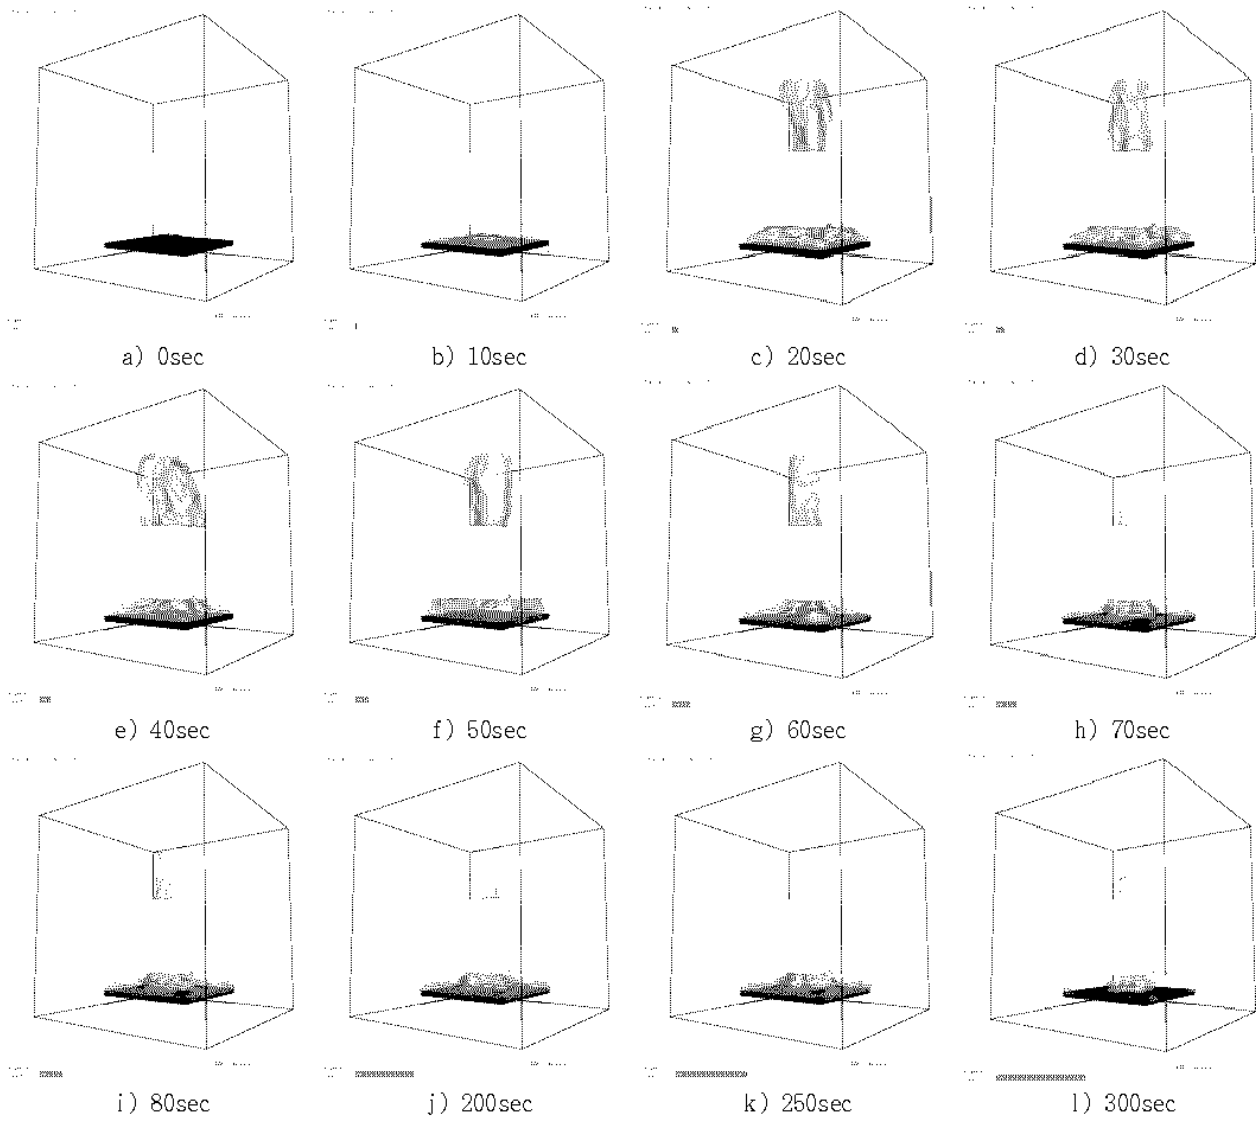 a) 0sec
b) 10sec
c) 20sec
d) 30sec
e) 40sec
f) 50sec
g) 60sec
h) 70sec
i) 80sec
j) 200sec
k) 250sec
l) 300sec